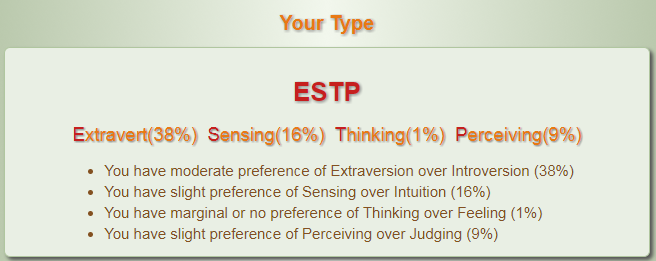 Your Type
ESTP
Extravert(38%) Sensing(16%) Thinking(1%) Perceiving(9%)
• You have moderate preference of Extraversion over Introversion (38%)
• You have slight preference of Sensing over Intuition (16%)
• You have marginal or no preference of Thinking over Feeling (1%)
• You have slight preference of Perceiving over Judging (9%)